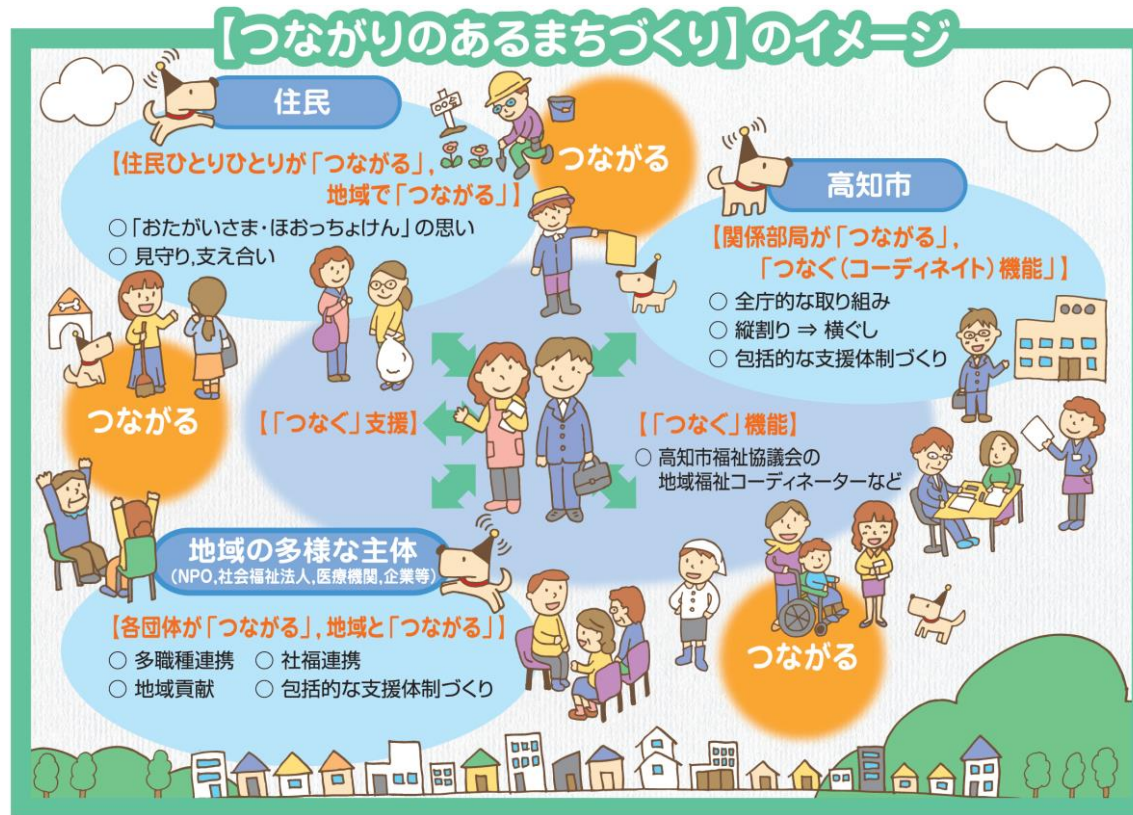 【つながりのあるまちづくり】のイメージ
住民
【住民ひとりひとりが「つながる」,
地域で「つながる」】
○「おたがいさま・ほおっちょけん」の思い
○ 見守り,支え合い
つながる
高知市
【関係部局が「つながる」,
「つなぐ(コーディネイト)機能」】
○ 全庁的な取り組み
○ 縦割り ⇒ 横ぐし
○ 包括的な支援体制づくり
つながる
【「つなぐ」支援】
【「つなぐ」機能】
○ 高知市福祉協議会の
地域福祉コーディネーターなど
地域の多様な主体
(NPO,社会福祉法人,医療機関,企業等)
【各団体が「つながる」,地域と「つながる」】
○ 多職種連携 ○ 社福連携
○ 地域貢献 ○ 包括的な支援体制づくり
つながる